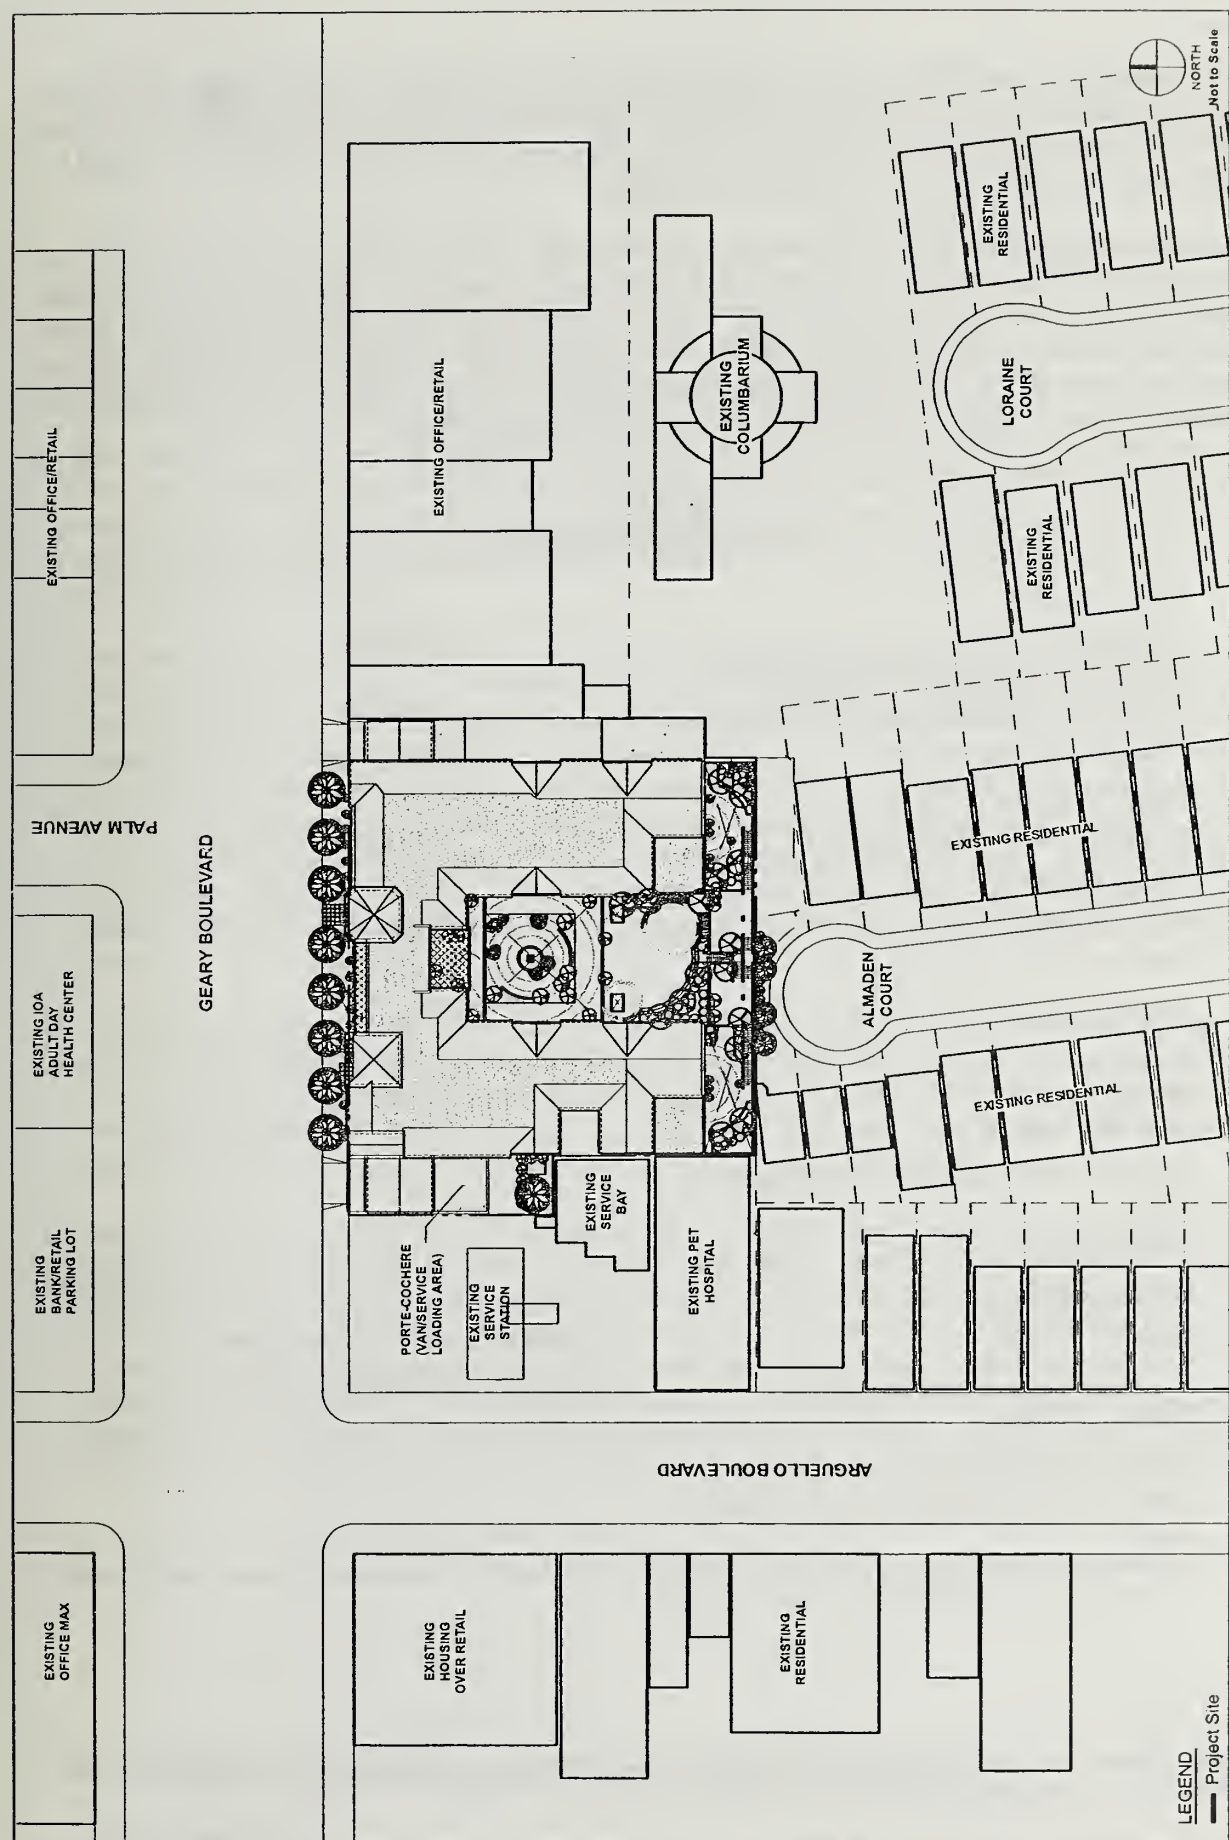 EXISTING
OFFICE MAX
EXISTING
BANK/RETAIL
PARKING LOT
EXISTING IOA
ADULT DAY
HEALTH CENTER
PALM AVENUE
EXISTING OFFICE/RETAIL
GEARY BOULEVARD
EXISTING
HOUSING
OVER RETAIL
PORTE-COCHERE
(VAN/SERVICE
LOADING AREA)
EXISTING
SERVICE
STATION
EXISTING
SERVICE
BAY
EXISTING OFFICE/RETAIL
EXISTING PET
HOSPITAL
EXISTING
COLUMBARIUM
ARGUELLO BOULEVARD
EXISTING
RESIDENTIAL
ALMADEN
COURT
EXISTING RESIDENTIAL
EXISTING RESIDENTIAL
EXISTING
RESIDENTIAL
LORAINE
COURT
EXISTING
RESIDENTIAL
LEGEND
Project Site
NORTH
Not to Scale